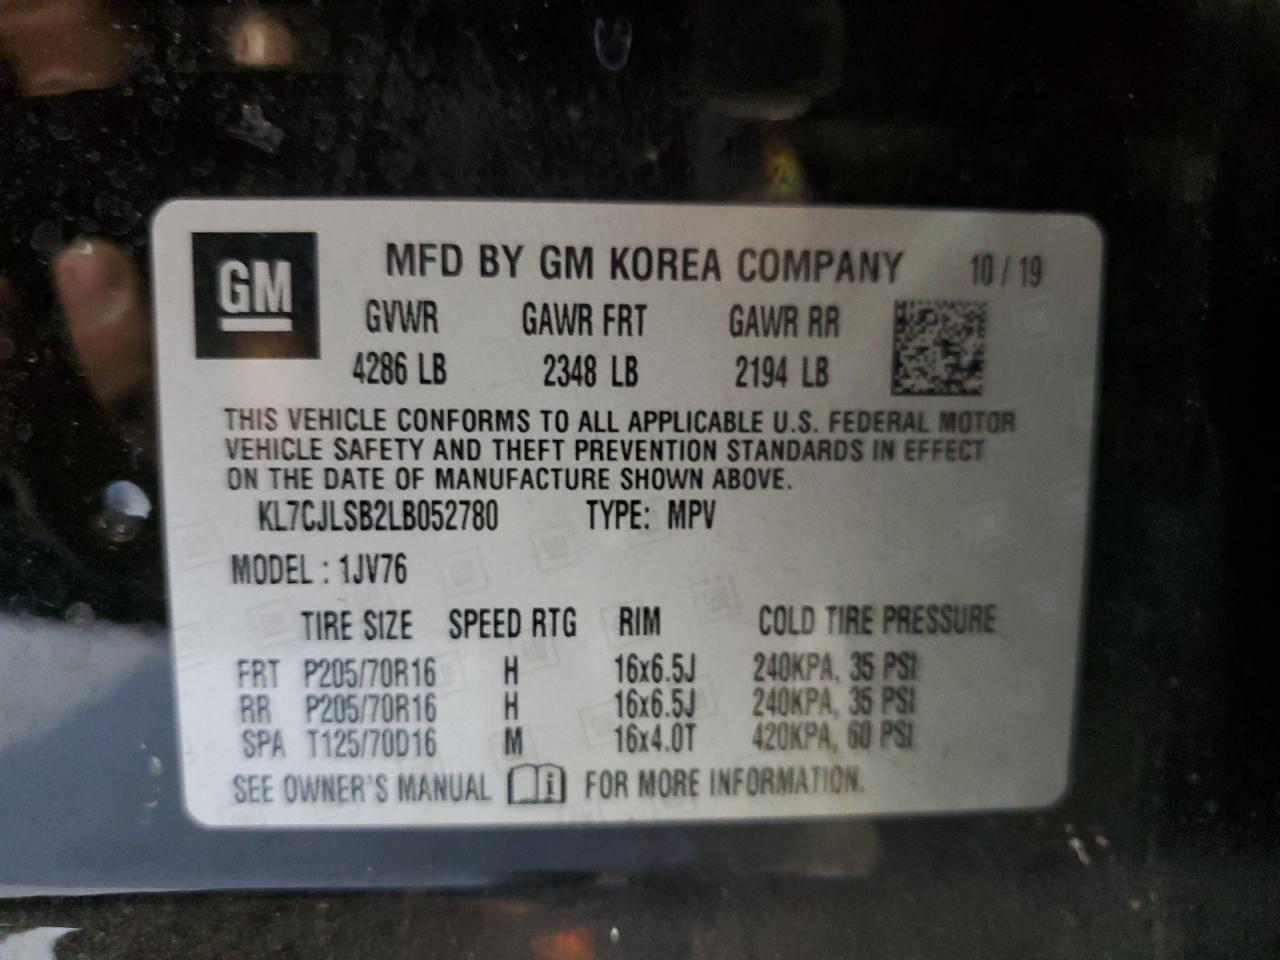 GM
MFD BY GM KOREA COMPANY 10 / 19
GVWR GAWR FRT GAWR RR
4286 LB 2348 LB 2194 LB
THIS VEHICLE CONFORMS TO ALL APPLICABLE U.S. FEDERAL MOTOR
VEHICLE SAFETY AND THEFT PREVENTION STANDARDS IN EFFECT
ON THE DATE OF MANUFACTURE SHOWN ABOVE.
KL7CJLSB2LB052780 TYPE: MPV
MODEL : 1JV76
TIRE SIZE SPEED RTG RIM COLD TIRE PRESSURE
FRT P205/70R16 H 16x6.5J 240KPA, 35 PSI
RR P205/70R16 H 16x6.5J 240KPA, 35 PSI
SPA T125/70D16 M 16x4.0T 420KPA, 60 PSI
SEE OWNER'S MANUAL i FOR MORE INFORMATION.